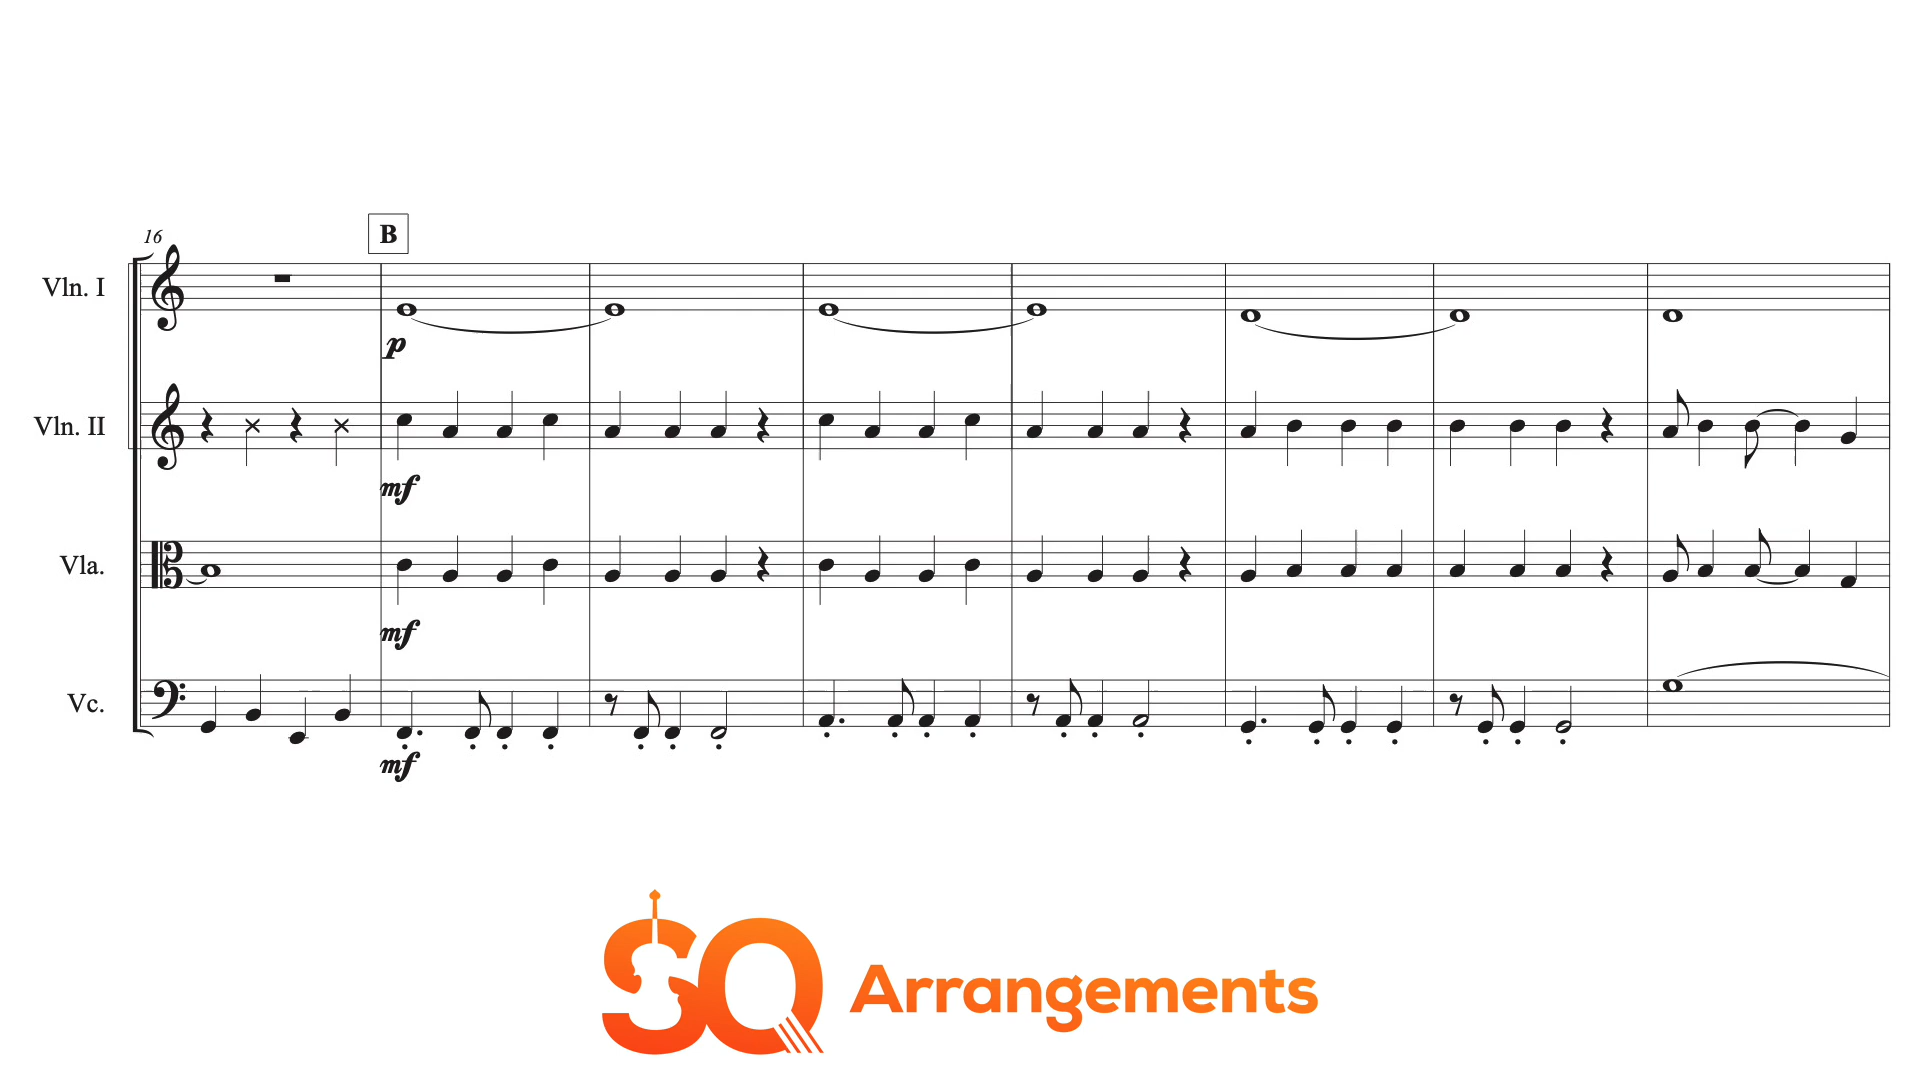 16
B
Vln. I
p
Vln. II
mf
Vla.
mf
Vc.
mf
SQ Arrangements